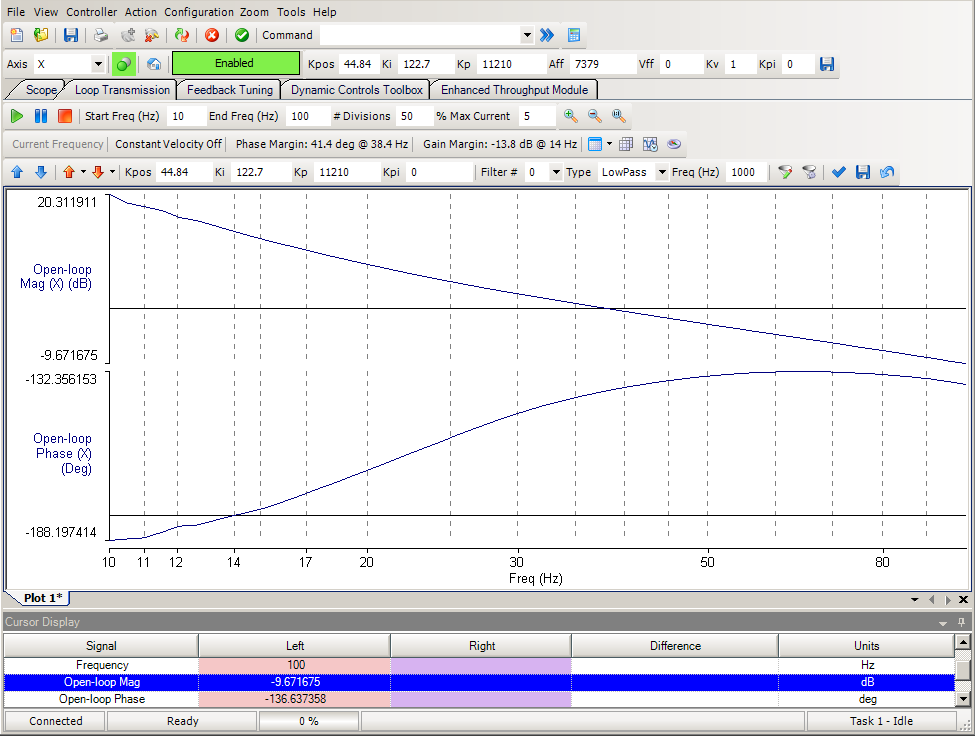 File View Controller Action Configuration Zoom Tools Help
Command
Axis X Enabled Kpos 44.84 Ki 122.7 Kp 11210 Aff 7379 Vff 0 Kv 1 Kpi 0
Scope Loop Transmission Feedback Tuning Dynamic Controls Toolbox Enhanced Throughput Module
Start Freq (Hz) 10 End Freq (Hz) 100 # Divisions 50 % Max Current 5
Current Frequency Constant Velocity Off Phase Margin: 41.4 deg @ 38.4 Hz Gain Margin: -13.8 dB @ 14 Hz
Kpos 44.84 Ki 122.7 Kp 11210 Kpi 0 Filter # 0 Type LowPass Freq (Hz) 1000
20.311911
Open-loop
Mag (X) (dB)
-9.671675
-132.356153
Open-loop
Phase (X)
(Deg)
-188.197414
10 11 12 14 17 20 30 50 80
Freq (Hz)
Plot 1*
Cursor Display
Signal Left Right Difference Units
Frequency 100 Hz
Open-loop Mag -9.671675 dB
Open-loop Phase -136.637358 deg
Connected Ready 0 % Task 1 - Idle